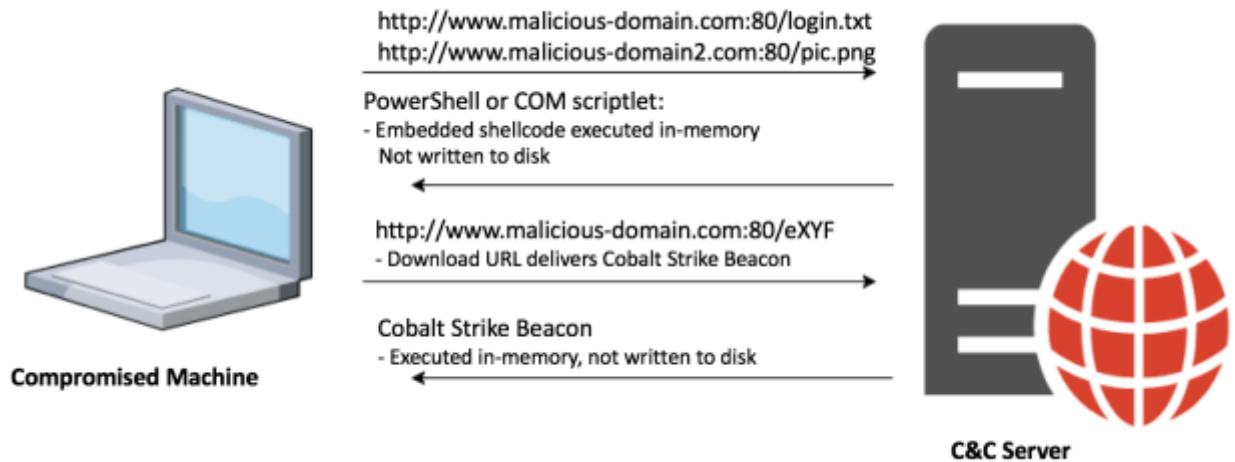 http://www.malicious-domain.com:80/login.txt
http://www.malicious-domain2.com:80/pic.png
PowerShell or COM scriptlet:
- Embedded shellcode executed in-memory
Not written to disk
http://www.malicious-domain.com:80/eXYF
- Download URL delivers Cobalt Strike Beacon
Cobalt Strike Beacon
- Executed in-memory, not written to disk
Compromised Machine
C&C Server